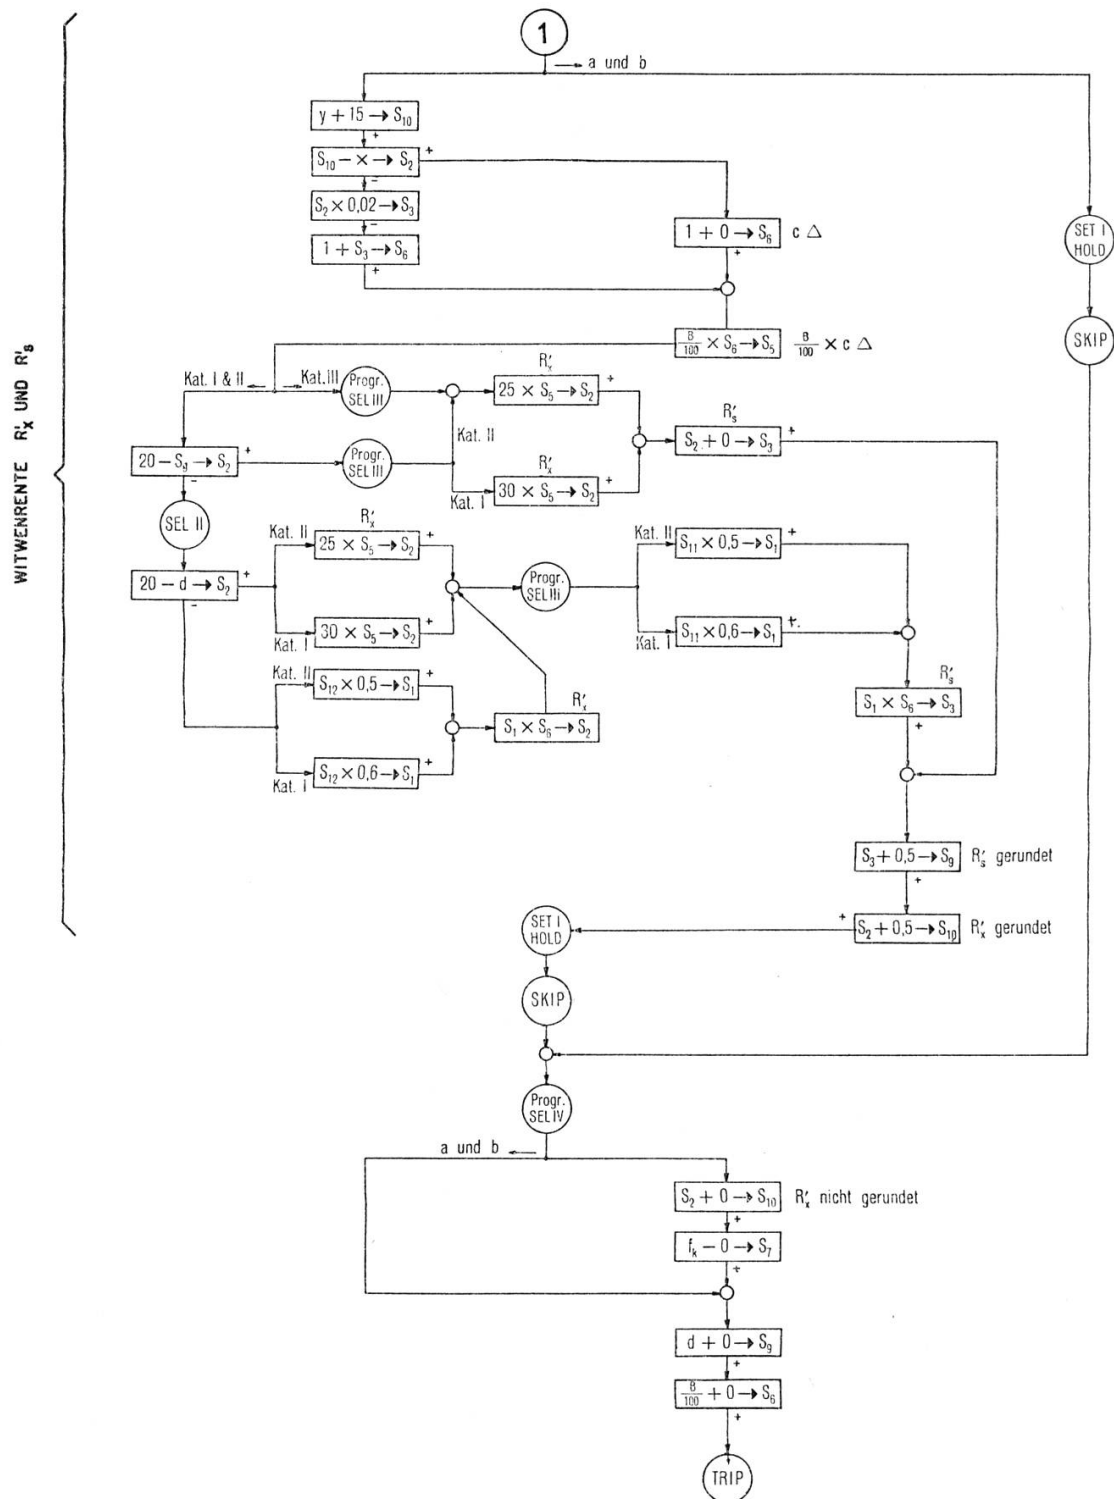 1
a und b
y + 15 → S₁₀
+
S₁₀ − x → S₂
+
−
S₂ × 0,02 → S₃
−
1 + S₃ → S₆
+
1 + 0 → S₆
c △
+
SET I
HOLD
SKIP
WITWENRENTE R'ₓ UND R'ₛ
B/100 × S₆ → S₅
B/100 × c △
Kat. I & II
Kat. III
Progr.
SEL III
R'ₓ
25 × S₅ → S₂
+
R'ₛ
S₂ + 0 → S₃
+
Kat. II
20 − S₉ → S₂
+
−
Progr.
SEL III
R'ₓ
Kat. I
30 × S₅ → S₂
+
SEL II
R'ₓ
Kat. II
25 × S₅ → S₂
+
Kat. II
S₁₁ × 0,5 → S₁
+
20 − d → S₂
+
−
Progr.
SEL III
Kat. I
30 × S₅ → S₂
+
Kat. I
S₁₁ × 0,6 → S₁
+
Kat. II
S₁₂ × 0,5 → S₁
+
R'ₓ
S₁ × S₆ → S₂
R'ₛ
S₁ × S₆ → S₃
+
Kat. I
S₁₂ × 0,6 → S₁
+
S₃ + 0,5 → S₉
R'ₛ gerundet
+
S₂ + 0,5 → S₁₀
R'ₓ gerundet
+
SET I
HOLD
SKIP
Progr.
SEL IV
a und b
S₂ + 0 → S₁₀
R'ₓ nicht gerundet
+
fₖ − 0 → S₇
+
d + 0 → S₉
+
B/100 + 0 → S₆
+
TRIP